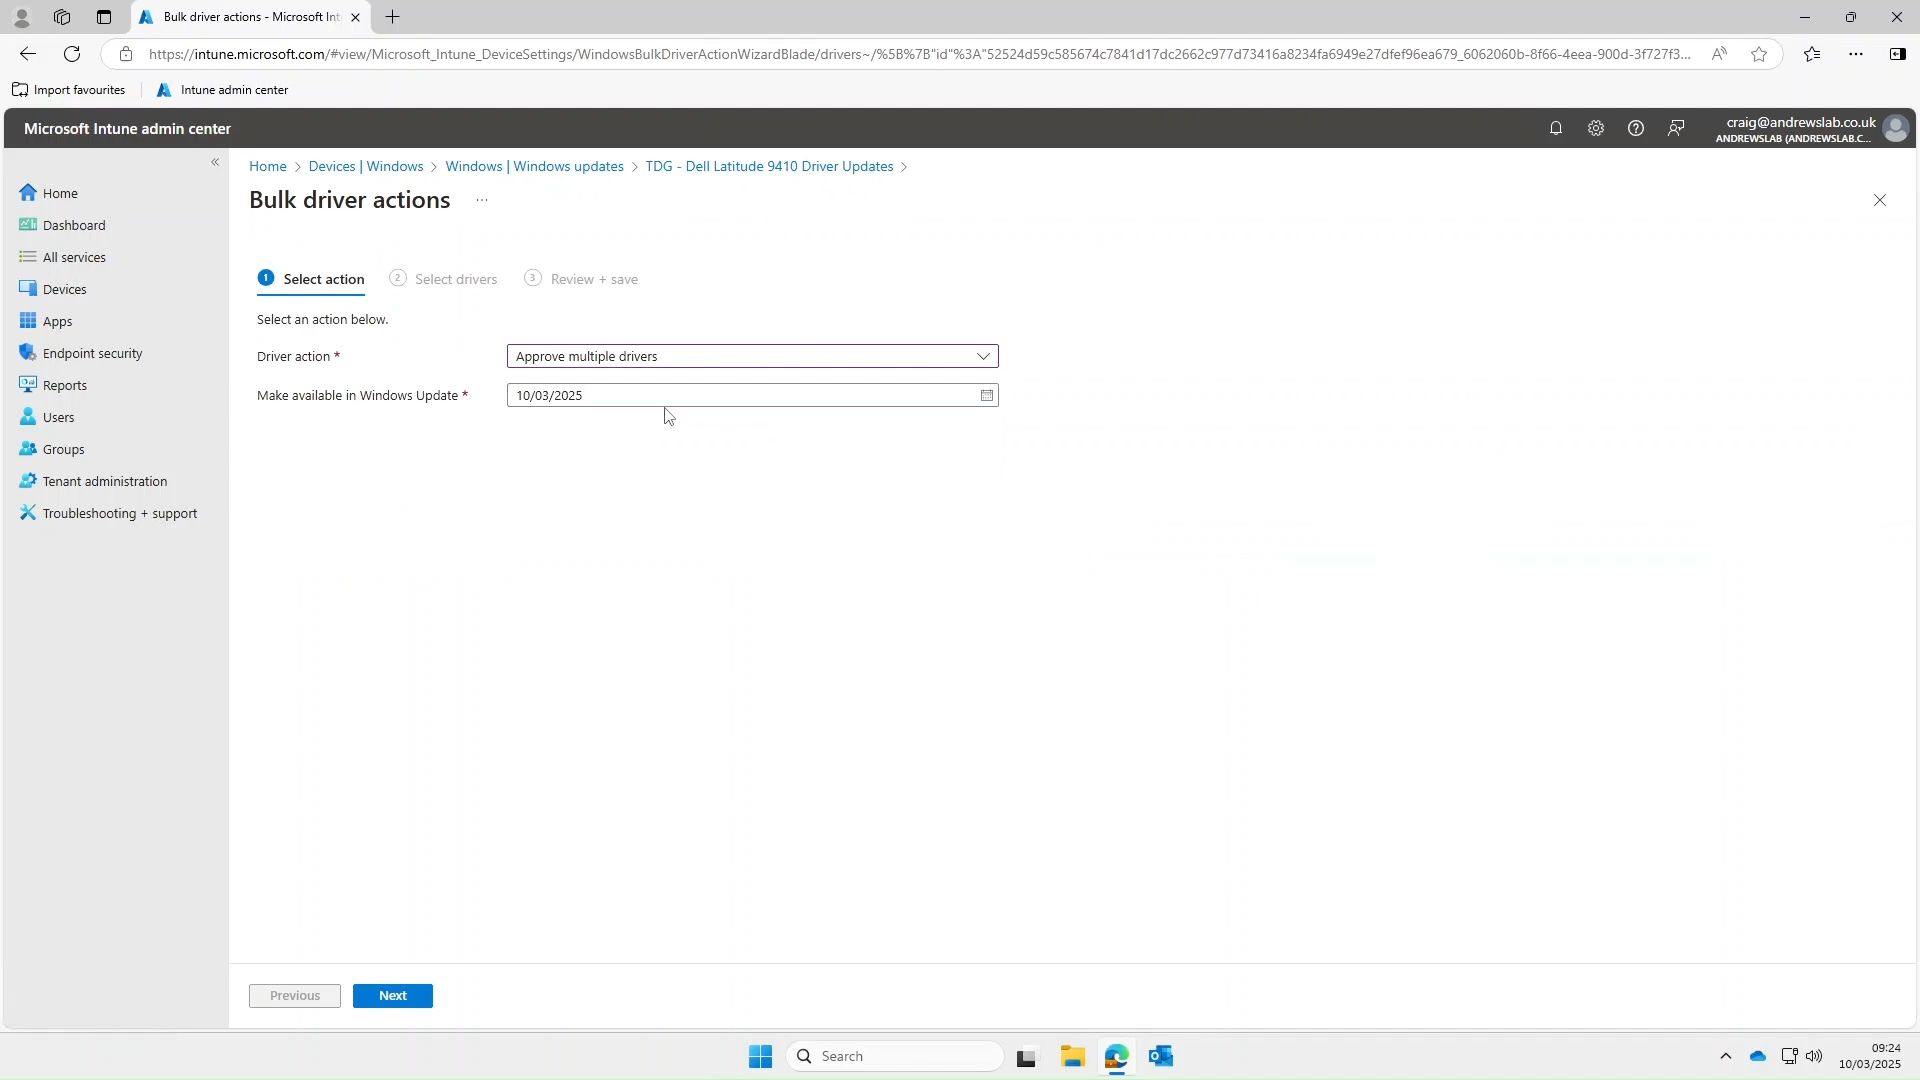 Bulk driver actions - Microsoft Int
https://intune.microsoft.com/#view/Microsoft_Intune_DeviceSettings/WindowsBulkDriverActionWizardBlade/drivers~/%5B%7B"id"%3A"52524d59c585674c7841d17dc2662c977d73416a8234fa6949e27dfef96ea679_6062060b-8f66-4eea-900d-3f727f3...
Import favourites
Intune admin center
Microsoft Intune admin center
craig@andrewslab.co.uk
ANDREWSLAB (ANDREWSLAB.C...
Home > Devices | Windows > Windows | Windows updates > TDG - Dell Latitude 9410 Driver Updates >
Bulk driver actions ...
Home
Dashboard
All services
Devices
Apps
Endpoint security
Reports
Users
Groups
Tenant administration
Troubleshooting + support
1 Select action 2 Select drivers 3 Review + save
Select an action below.
Driver action * Approve multiple drivers
Make available in Windows Update * 10/03/2025
Previous Next
Search
09:24
10/03/2025